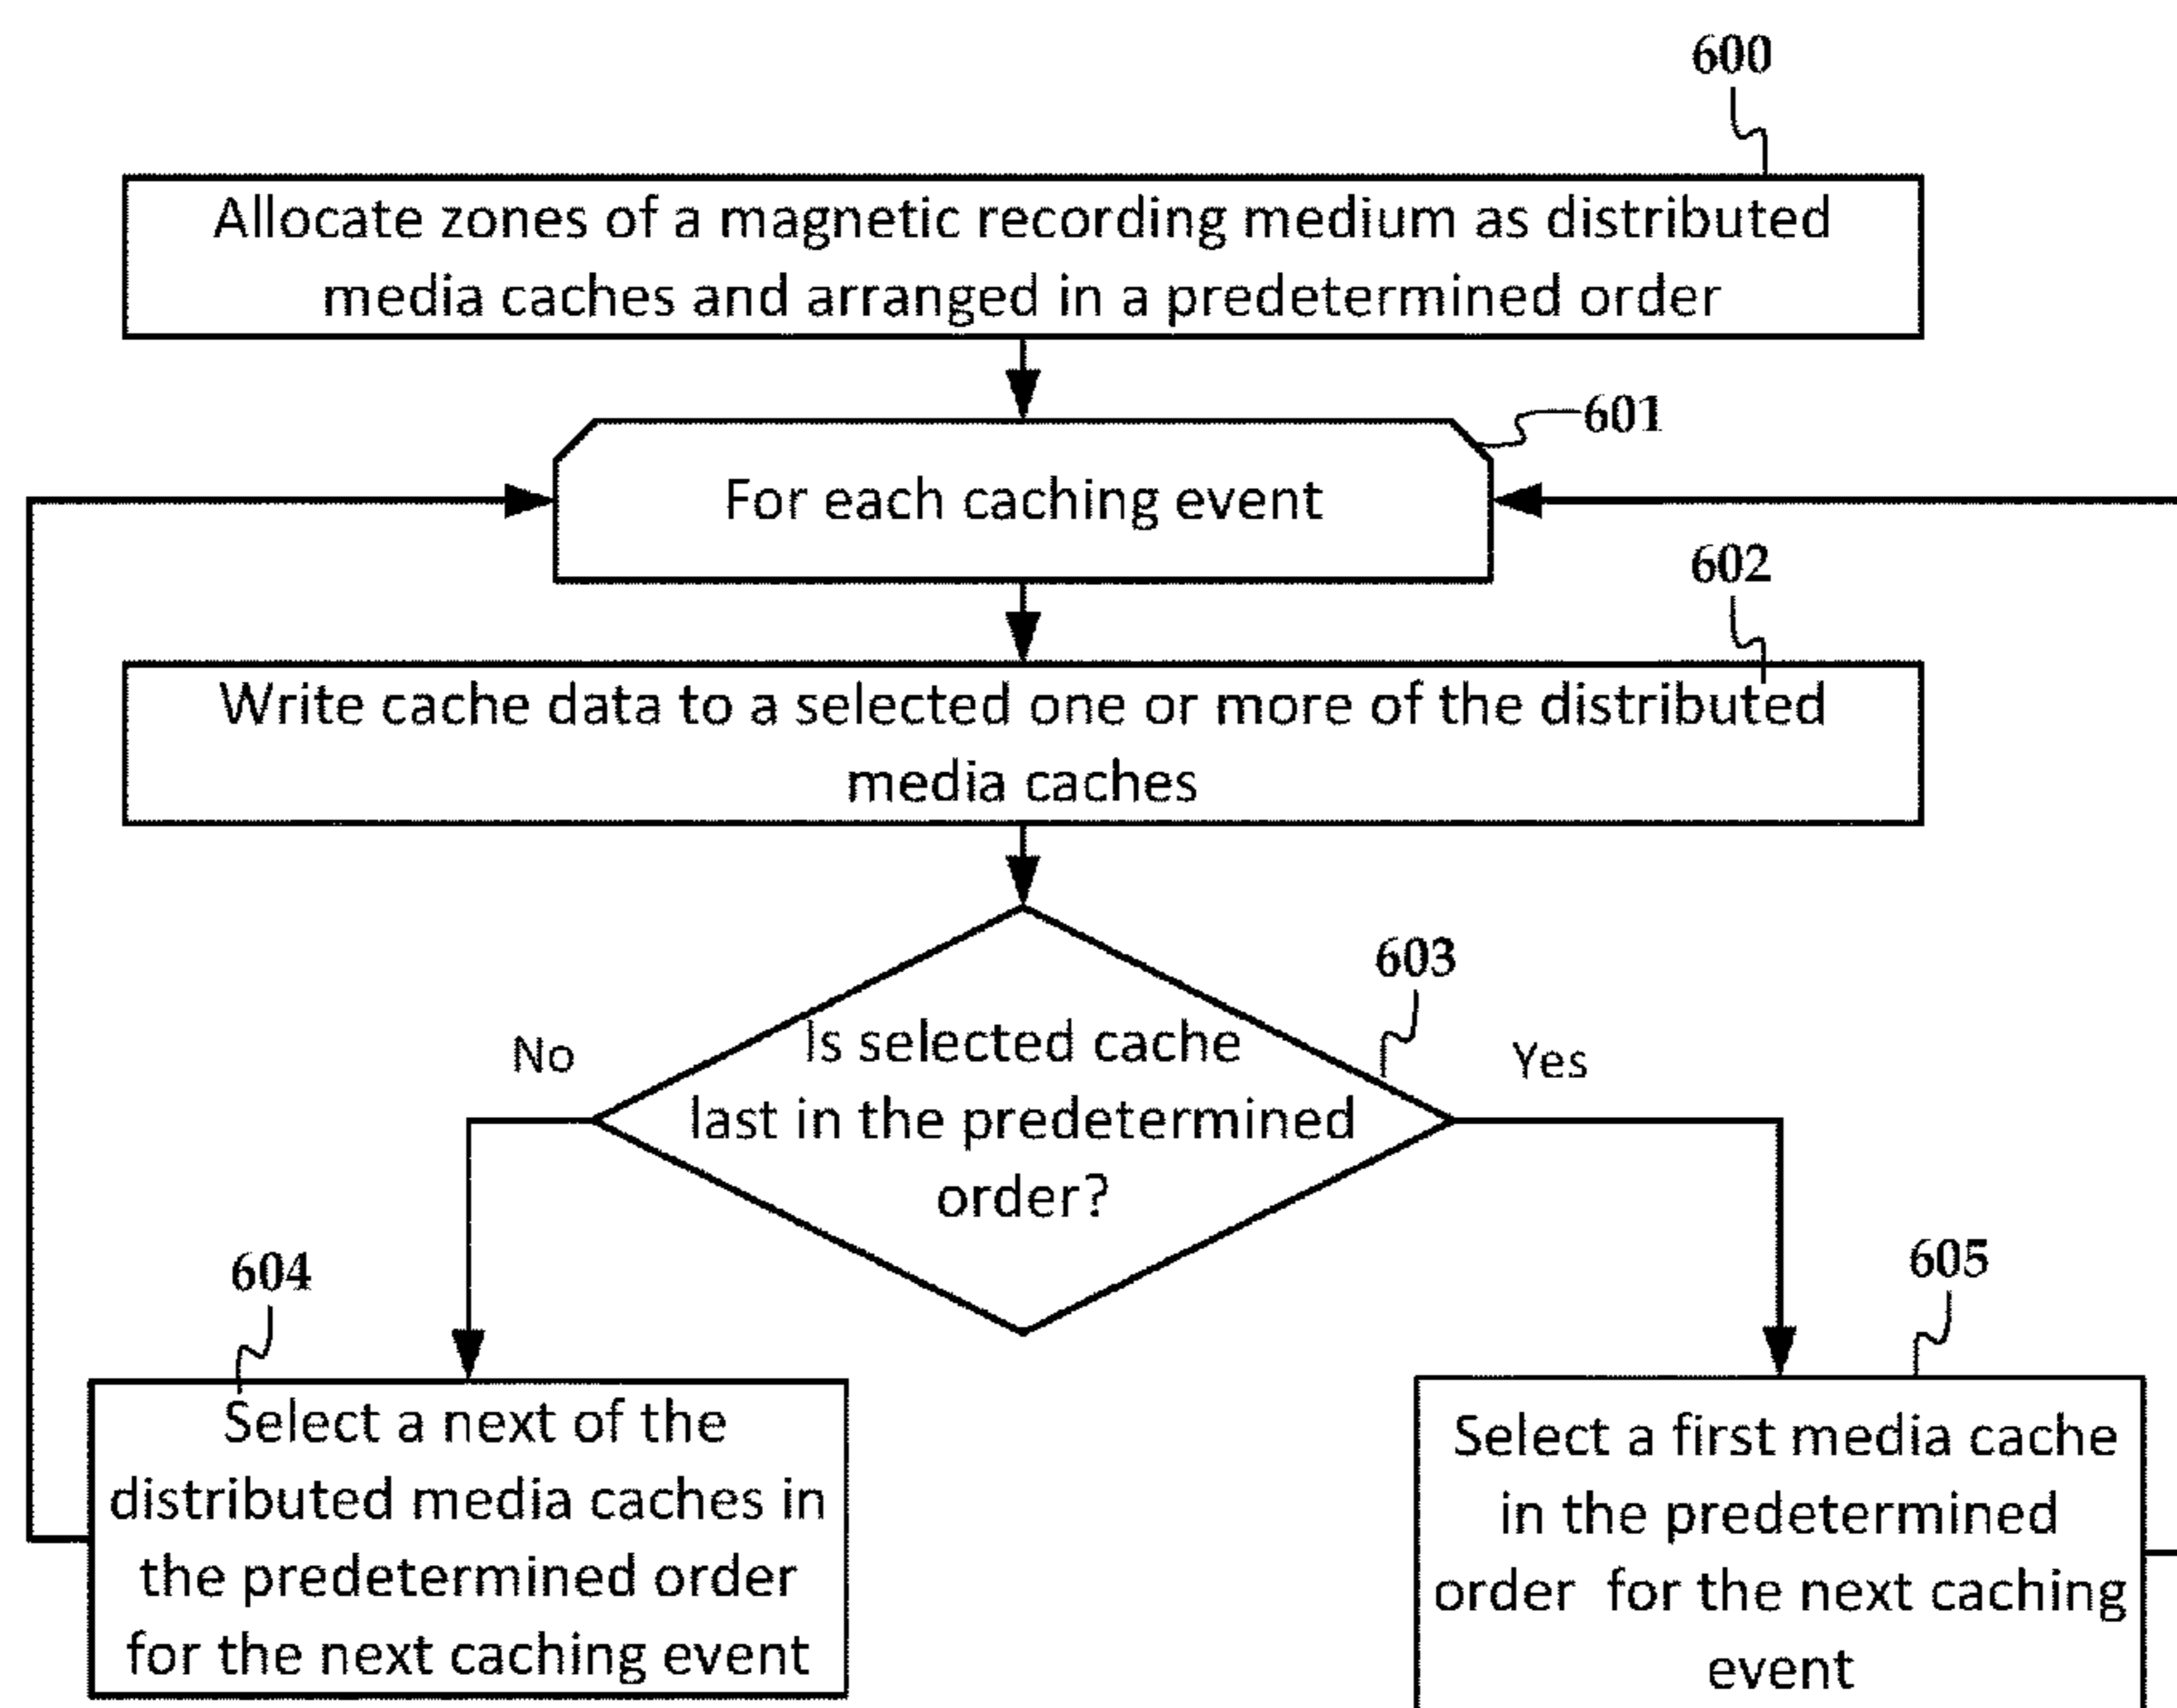 600
Allocate zones of a magnetic recording medium as distributed
media caches and arranged in a predetermined order
601
For each caching event
602
Write cache data to a selected one or more of the distributed
media caches
603
No
Yes
Is selected cache
last in the predetermined
order?
604
605
Select a next of the
distributed media caches in
the predetermined order
for the next caching event
Select a first media cache
in the predetermined
order for the next caching
event